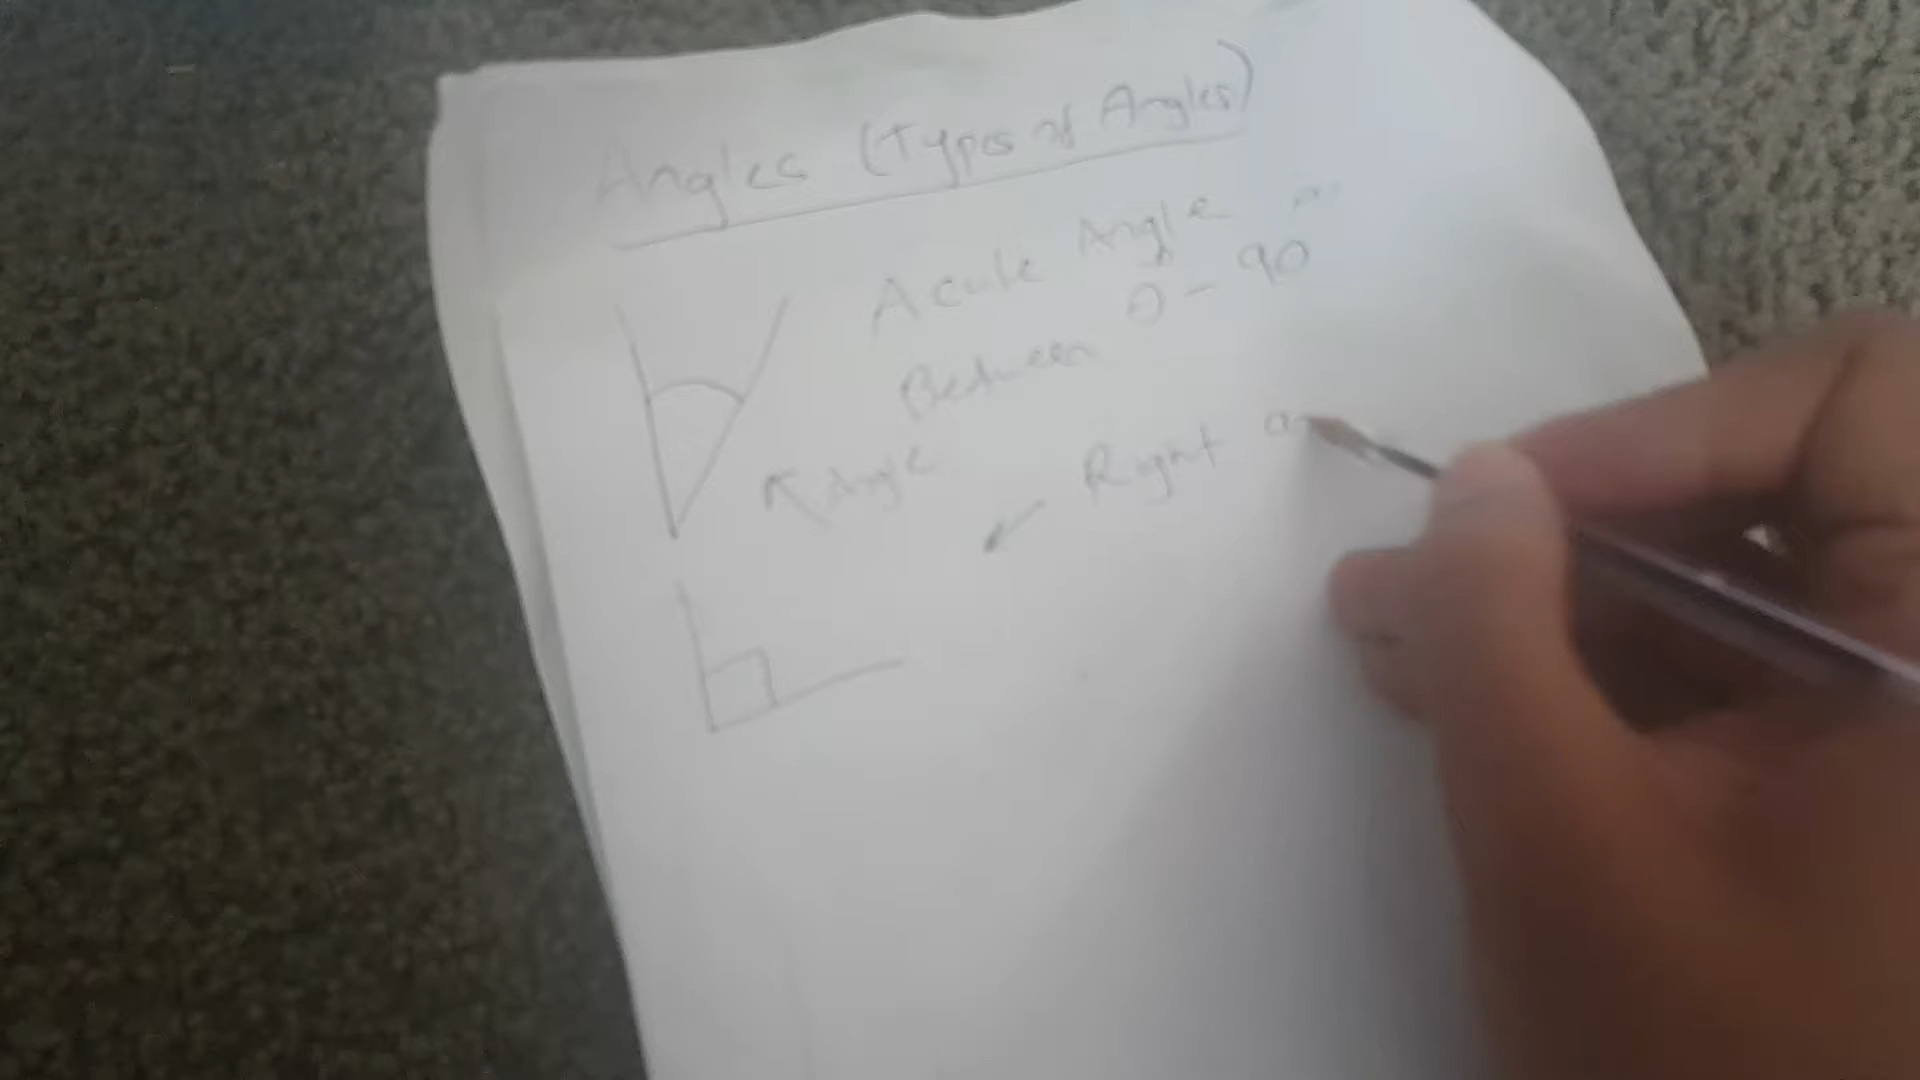 Angles (Types of Angles)
Acute Angle
Between 0-90
Angle
Right a